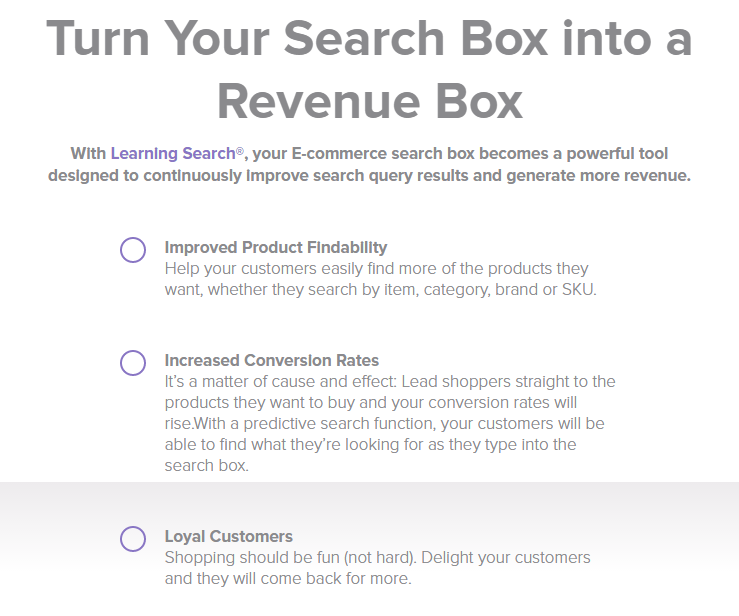 Turn Your Search Box into a
Revenue Box
With Learning Search®, your E-commerce search box becomes a powerful tool
designed to continuously improve search query results and generate more revenue.
Improved Product Findability
Help your customers easily find more of the products they
want, whether they search by item, category, brand or SKU.
Increased Conversion Rates
It’s a matter of cause and effect: Lead shoppers straight to the
products they want to buy and your conversion rates will
rise.With a predictive search function, your customers will be
able to find what they’re looking for as they type into the
search box.
Loyal Customers
Shopping should be fun (not hard). Delight your customers
and they will come back for more.